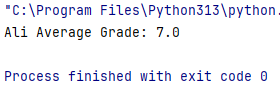 "C:\Program Files\Python313\python.
Ali Average Grade: 7.0
Process finished with exit code 0